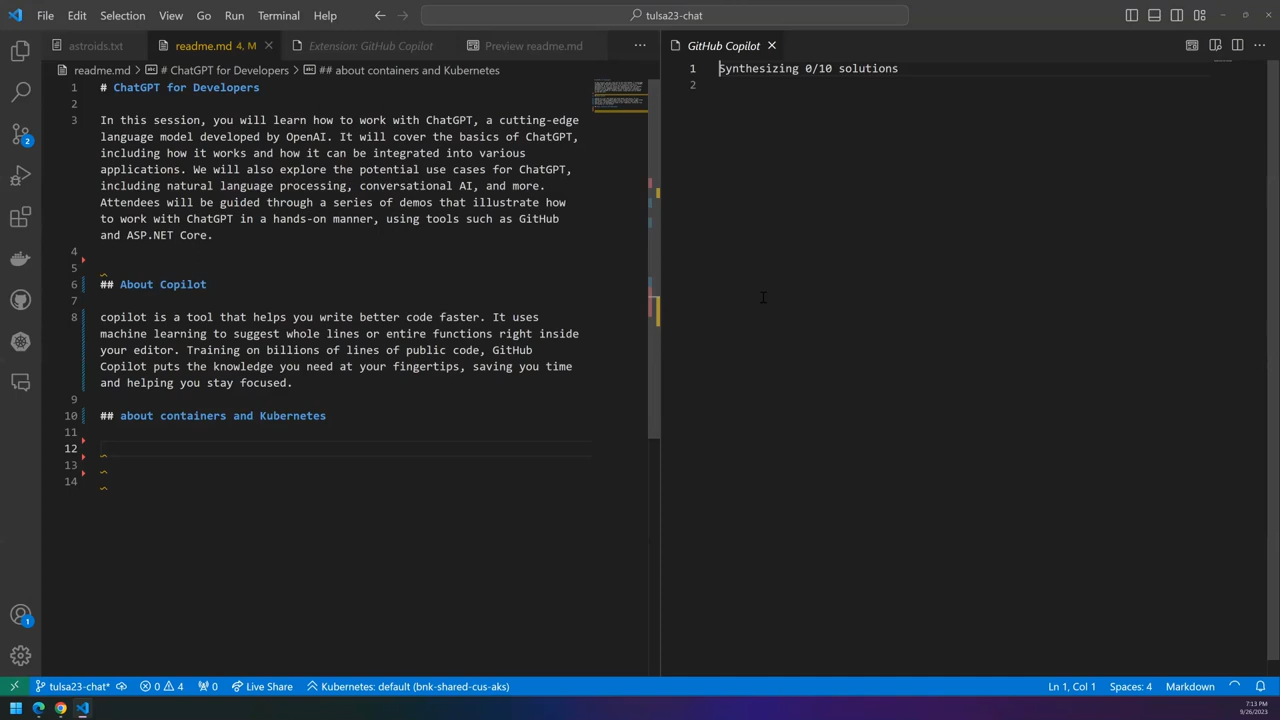 File Edit Selection View Go Run Terminal Help
tulsa23-chat
astroids.txt
readme.md 4, M
Extension: GitHub Copilot
Preview readme.md
GitHub Copilot
readme.md > # ChatGPT for Developers > ## about containers and Kubernetes
1 # ChatGPT for Developers
2
3 In this session, you will learn how to work with ChatGPT, a cutting-edge
language model developed by OpenAI. It will cover the basics of ChatGPT,
including how it works and how it can be integrated into various
applications. We will also explore the potential use cases for ChatGPT,
including natural language processing, conversational AI, and more.
Attendees will be guided through a series of demos that illustrate how
to work with ChatGPT in a hands-on manner, using tools such as GitHub
and ASP.NET Core.
4
5
6 ## About Copilot
7
8 copilot is a tool that helps you write better code faster. It uses
machine learning to suggest whole lines or entire functions right inside
your editor. Training on billions of lines of public code, GitHub
Copilot puts the knowledge you need at your fingertips, saving you time
and helping you stay focused.
9
10 ## about containers and Kubernetes
11
12
13
14
1 Synthesizing 0/10 solutions
2
2
1
tulsa23-chat* 0 4 0 Live Share Kubernetes: default (bnk-shared-cus-aks)
Ln 1, Col 1 Spaces: 4 Markdown
7:13 PM
9/26/2023